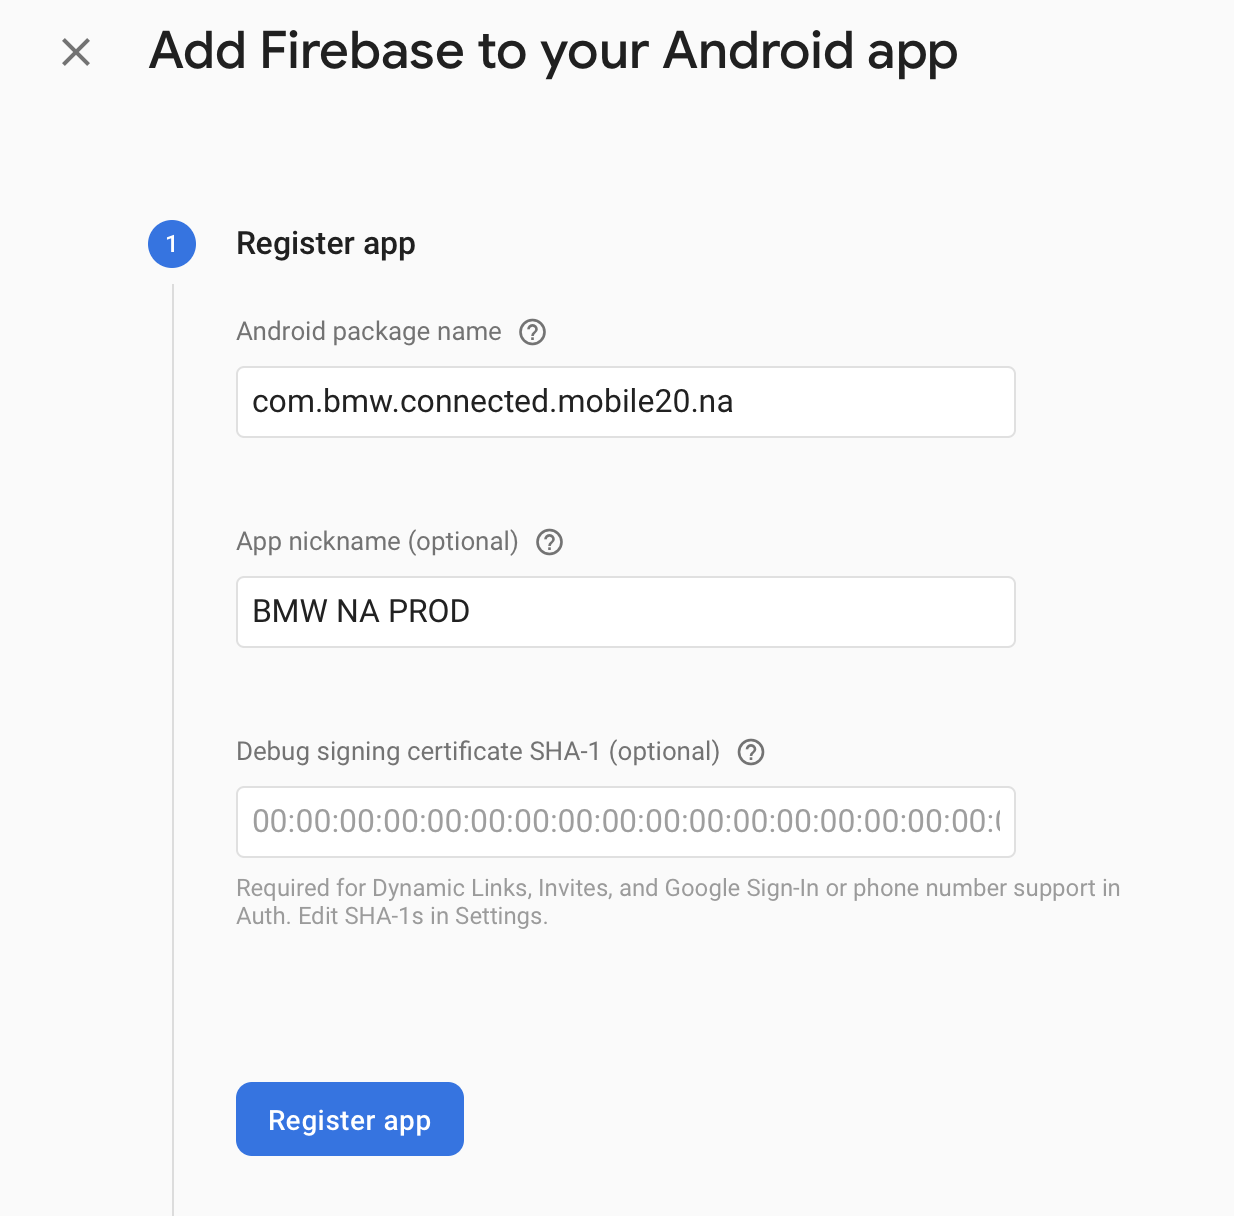 Add Firebase to your Android app
1 Register app
Android package name
com.bmw.connected.mobile20.na
App nickname (optional)
BMW NA PROD
Debug signing certificate SHA-1 (optional)
00:00:00:00:00:00:00:00:00:00:00:00:00:00:00:00:00:
Required for Dynamic Links, Invites, and Google Sign-In or phone number support in
Auth. Edit SHA-1s in Settings.
Register app